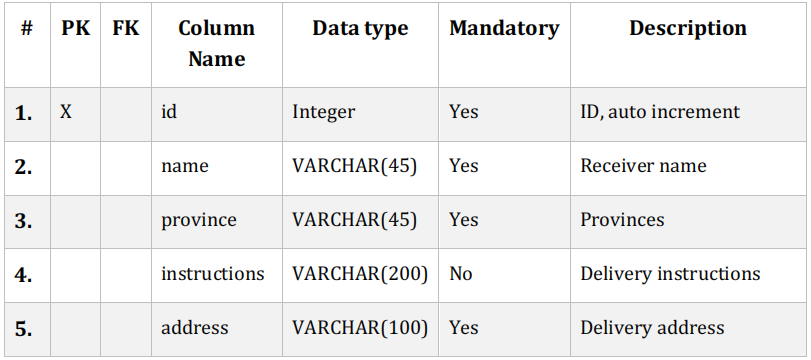 # PK FK Column Name Data type Mandatory Description
1. X id Integer Yes ID, auto increment
2. name VARCHAR(45) Yes Receiver name
3. province VARCHAR(45) Yes Provinces
4. instructions VARCHAR(200) No Delivery instructions
5. address VARCHAR(100) Yes Delivery address